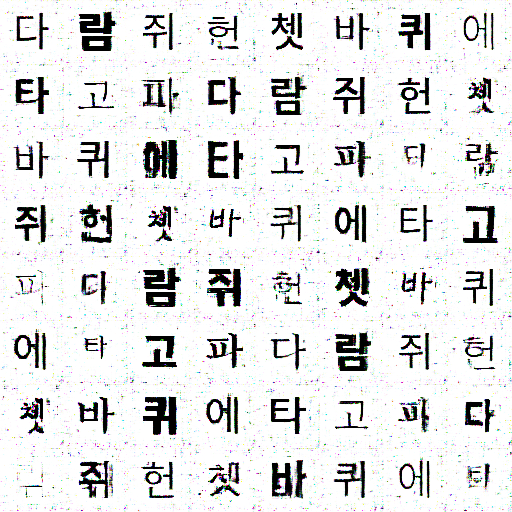 다 람 쥐 헌 쳇 바 퀴 에
타 고 파 다 람 쥐 헌 쳇
바 퀴 에 타 고 파 다 람
쥐 헌 쳇 바 퀴 에 타 고
파 다 람 쥐 헌 쳇 바 퀴
에 타 고 파 다 람 쥐 헌
쳇 바 퀴 에 타 고 파 다
쥐 헌 쳇 바 퀴 에 타